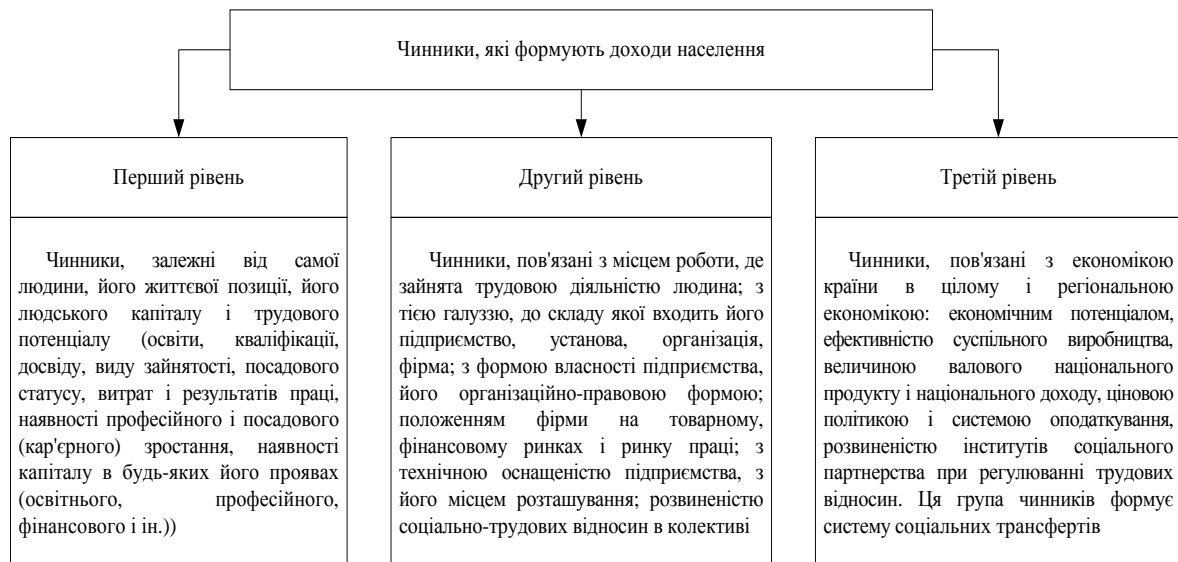 Чинники, які формують доходи населення
Перший рівень
Чинники, залежні від самої
людини, його життєвої позиції, його
людського капіталу і трудового
потенціалу (освіти, кваліфікації,
досвіду, виду зайнятості, посадового
статусу, витрат і результатів праці,
наявності професійного і посадового
(кар'єрного) зростання, наявності
капіталу в будь-яких його проявах
(освітнього, професійного,
фінансового і ін.))
Другий рівень
Чинники, пов'язані з місцем роботи, де
зайнята трудовою діяльністю людина; з
тією галуззю, до складу якої входить його
підприємство, установа, організація,
фірма; з формою власності підприємства,
його організаційно-правовою формою;
положенням фірми на товарному,
фінансовому ринках і ринку праці; з
технічною оснащеністю підприємства, з
його місцем розташування; розвиненістю
соціально-трудових відносин в колективі
Третій рівень
Чинники, пов'язані з економікою
країни в цілому і регіональною
економікою: економічним потенціалом,
ефективністю суспільного виробництва,
величиною валового національного
продукту і національного доходу, ціновою
політикою і системою оподаткування,
розвиненістю інститутів соціального
партнерства при регулюванні трудових
відносин. Ця група чинників формує
систему соціальних трансфертів